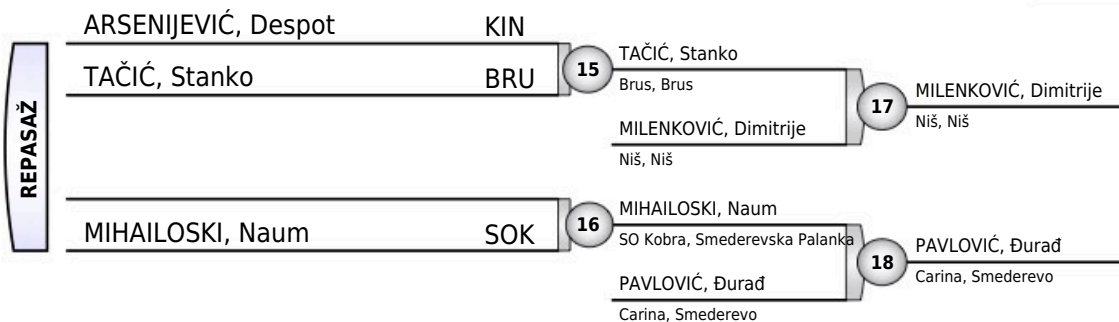 REPASAŽ
ARSENIJEVIĆ, Despot KIN
TAČIĆ, Stanko BRU
15
TAČIĆ, Stanko
Brus, Brus
MILENKOVIĆ, Dimitrije
Niš, Niš
17
MILENKOVIĆ, Dimitrije
Niš, Niš
MIHAILOSKI, Naum SOK
16
MIHAILOSKI, Naum
SO Kobra, Smederevska Palanka
PAVLOVIĆ, Đurađ
Carina, Smederevo
18
PAVLOVIĆ, Đurađ
Carina, Smederevo